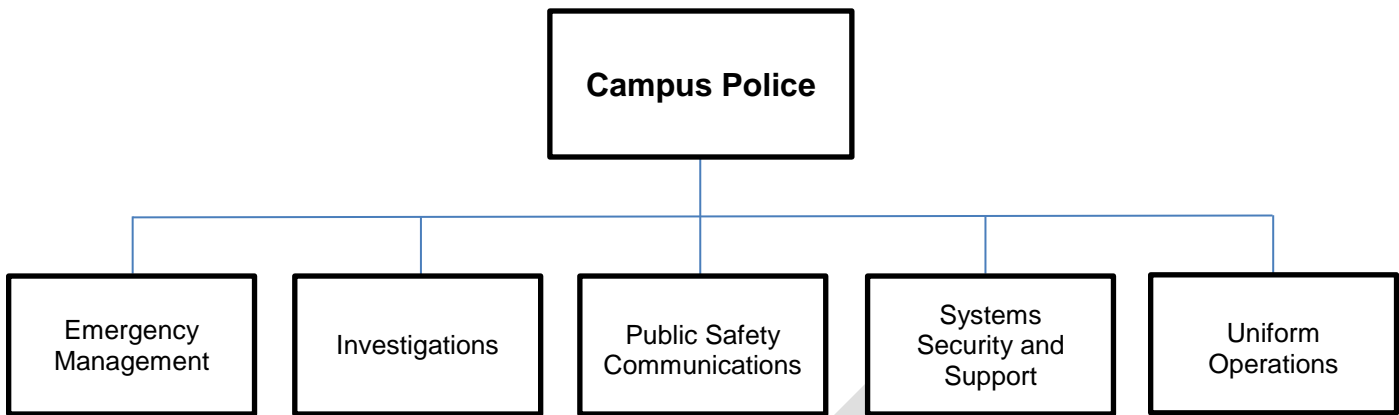 Campus Police
Emergency
Management
Investigations
Public Safety
Communications
Systems
Security and
Support
Uniform
Operations